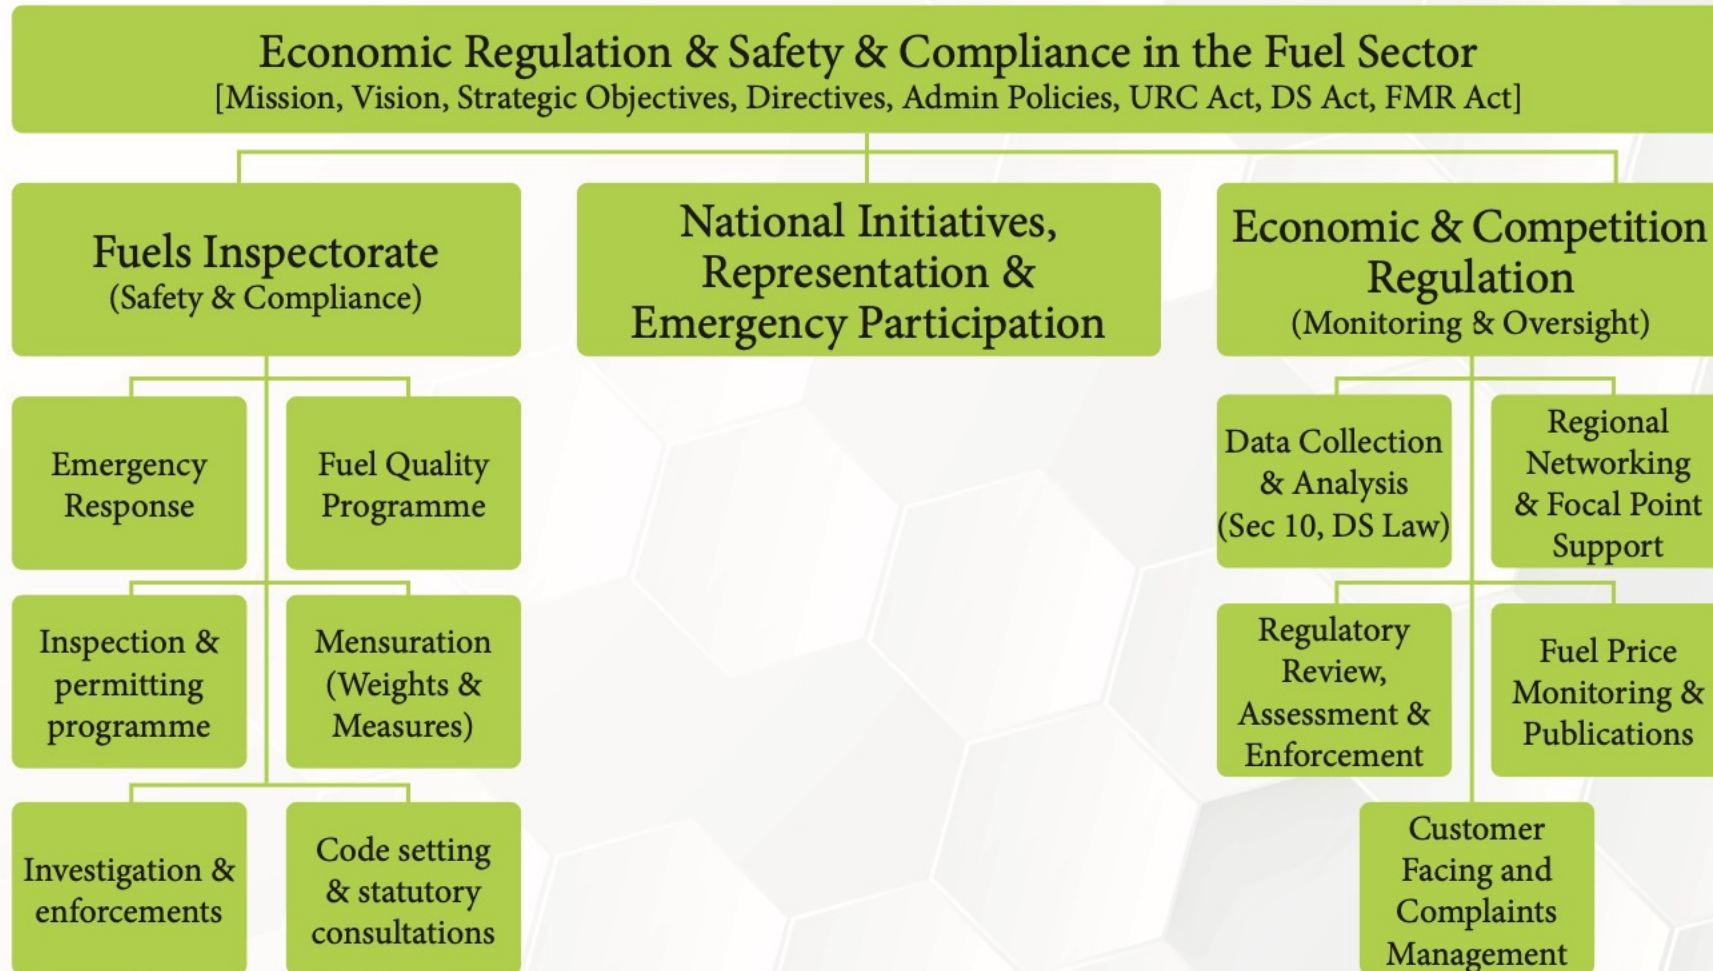 Economic Regulation & Safety & Compliance in the Fuel Sector
[Mission, Vision, Strategic Objectives, Directives, Admin Policies, URC Act, DS Act, FMR Act]
Fuels Inspectorate
(Safety & Compliance)
National Initiatives,
Representation &
Emergency Participation
Economic & Competition
Regulation
(Monitoring & Oversight)
Emergency
Response
Fuel Quality
Programme
Inspection &
permitting
programme
Mensuration
(Weights &
Measures)
Investigation &
enforcements
Code setting
& statutory
consultations
Data Collection
& Analysis
(Sec 10, DS Law)
Regional
Networking
& Focal Point
Support
Regulatory
Review,
Assessment &
Enforcement
Fuel Price
Monitoring &
Publications
Customer
Facing and
Complaints
Management